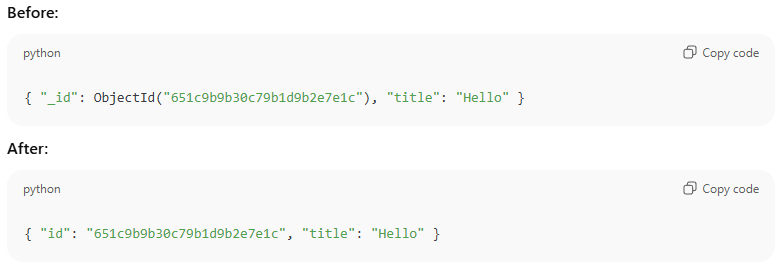 Before:
python
Copy code
{ "_id": ObjectId("651c9b9b30c79b1d9b2e7e1c"), "title": "Hello" }
After:
python
Copy code
{ "id": "651c9b9b30c79b1d9b2e7e1c", "title": "Hello" }